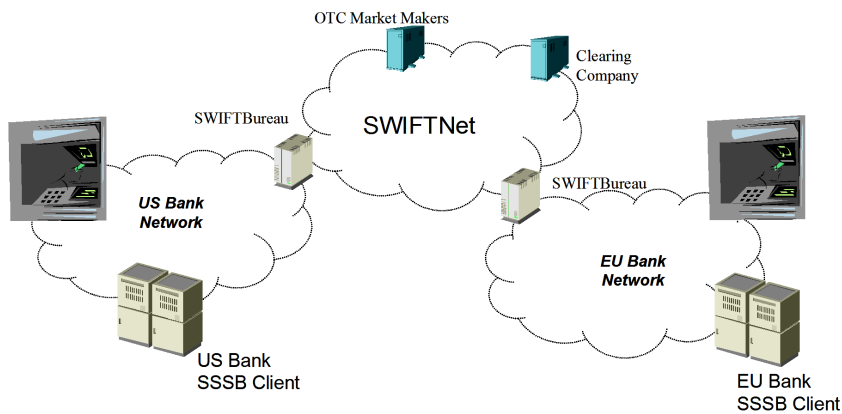 OTC Market Makers
Clearing
Company
SWIFTBureau
SWIFTNet
SWIFTBureau
US Bank
Network
EU Bank
Network
US Bank
SSSB Client
EU Bank
SSSB Client